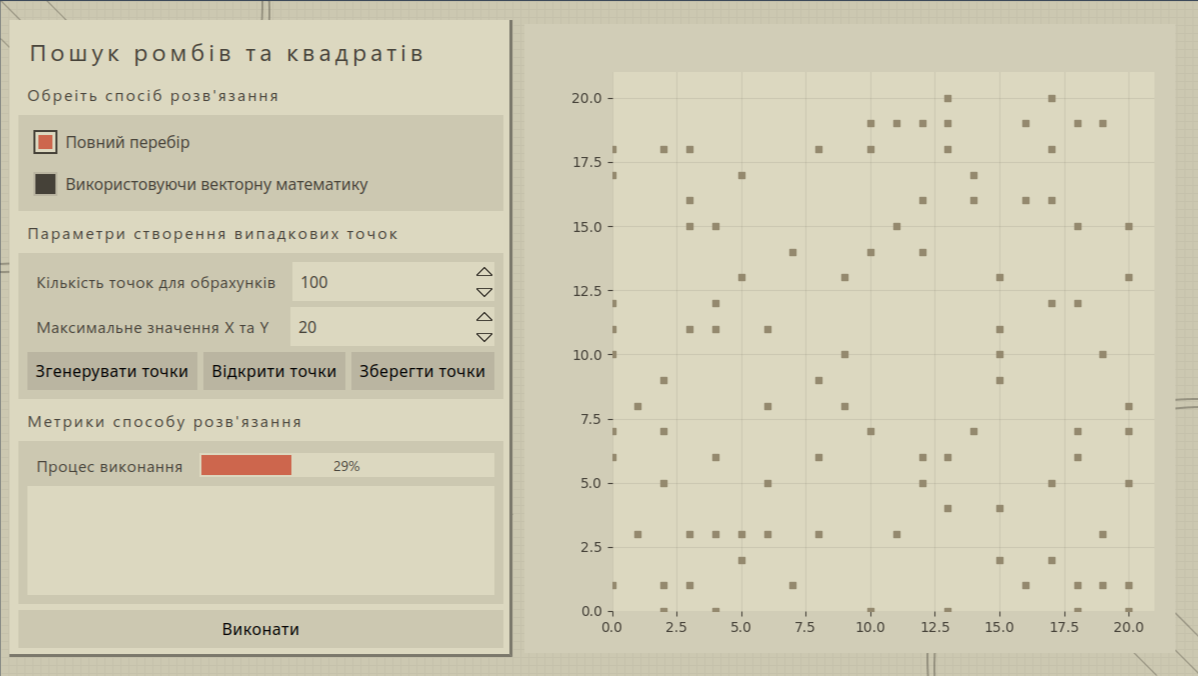 Пошук ромбів та квадратів
Обреіть спосіб розв'язання
Повний перебір
Використовуючи векторну математику
Параметри створення випадкових точок
Кількість точок для обрахунків 100
Максимальне значення X та Y 20
Згенерувати точки Відкрити точки Зберегти точки
Метрики способу розв'язання
Процес виконання 29%
Виконати
20.0
17.5
15.0
12.5
10.0
7.5
5.0
2.5
0.0
0.0 2.5 5.0 7.5 10.0 12.5 15.0 17.5 20.0